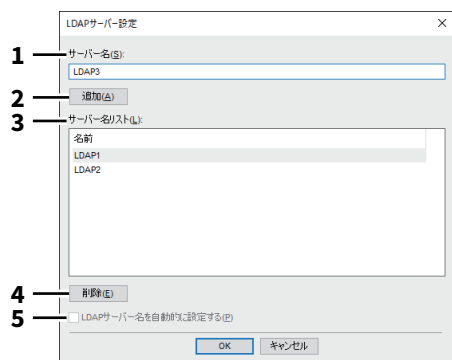 LDAPサーバー設定
1 サーバー名(S):
LDAP3
2 追加(A)
3 サーバー名リスト(L):
名前
LDAP1
LDAP2
4 削除(E)
5 LDAPサーバー名を自動的に設定する(P)
OK キャンセル